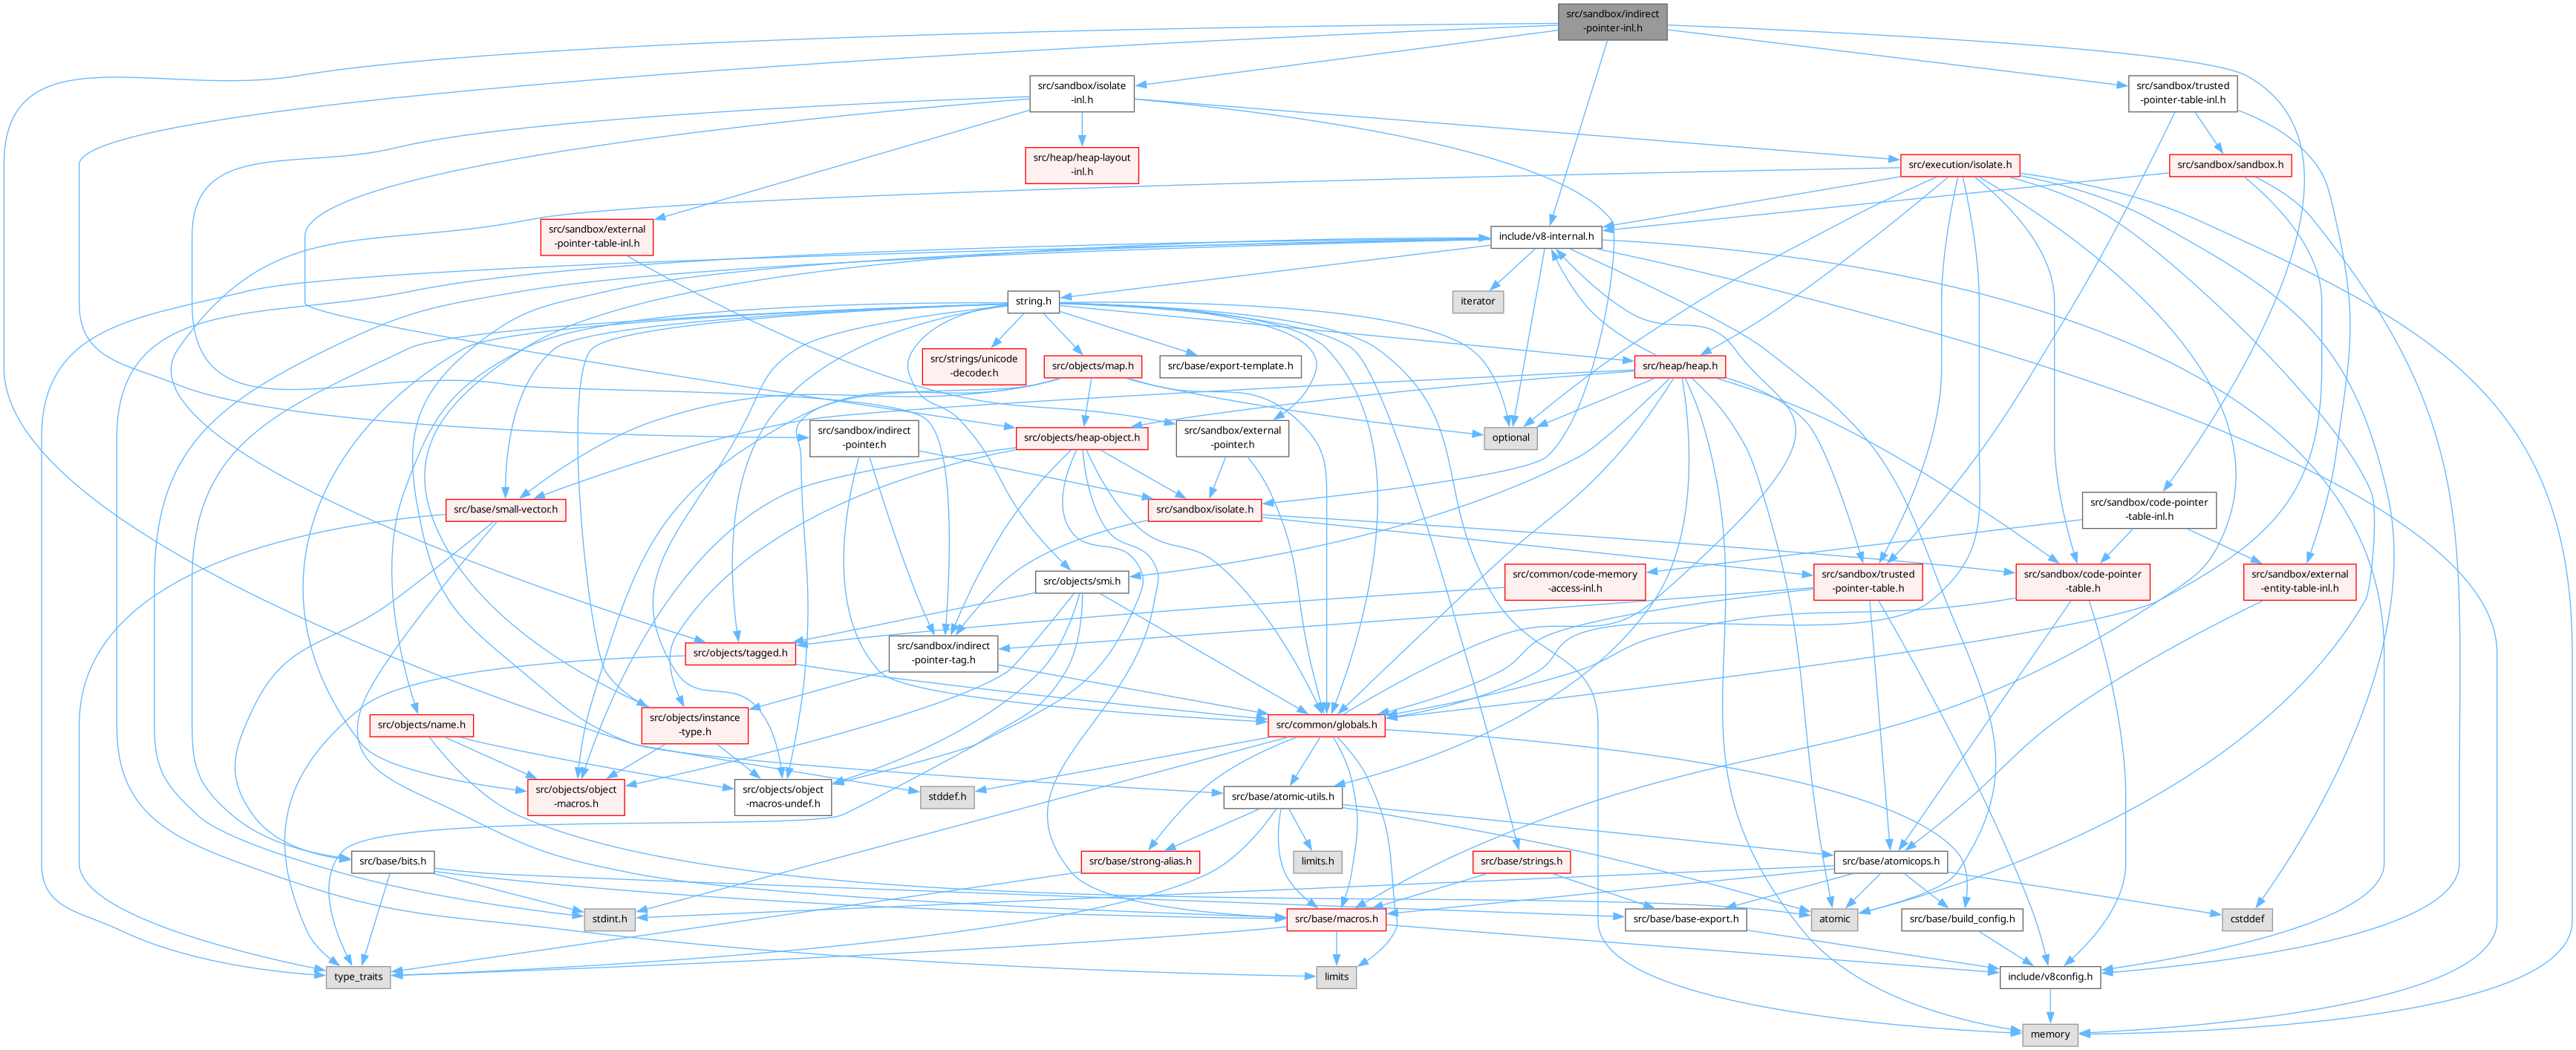 src/sandbox/indirect
-pointer-inl.h
src/sandbox/isolate
-inl.h
src/sandbox/trusted
-pointer-table-inl.h
src/heap/heap-layout
-inl.h
src/execution/isolate.h
src/sandbox/sandbox.h
src/sandbox/external
-pointer-table-inl.h
include/v8-internal.h
string.h
iterator
src/strings/unicode
-decoder.h
src/objects/map.h
src/base/export-template.h
src/heap/heap.h
src/sandbox/indirect
-pointer.h
src/objects/heap-object.h
src/sandbox/external
-pointer.h
optional
src/base/small-vector.h
src/sandbox/isolate.h
src/sandbox/code-pointer
-table-inl.h
src/objects/smi.h
src/common/code-memory
-access-inl.h
src/sandbox/trusted
-pointer-table.h
src/sandbox/code-pointer
-table.h
src/sandbox/external
-entity-table-inl.h
src/objects/tagged.h
src/sandbox/indirect
-pointer-tag.h
src/objects/name.h
src/objects/instance
-type.h
src/common/globals.h
src/objects/object
-macros.h
src/objects/object
-macros-undef.h
stddef.h
src/base/atomic-utils.h
src/base/bits.h
src/base/strong-alias.h
limits.h
src/base/strings.h
src/base/atomicops.h
stdint.h
src/base/macros.h
src/base/base-export.h
atomic
src/base/build_config.h
cstddef
type_traits
limits
include/v8config.h
memory